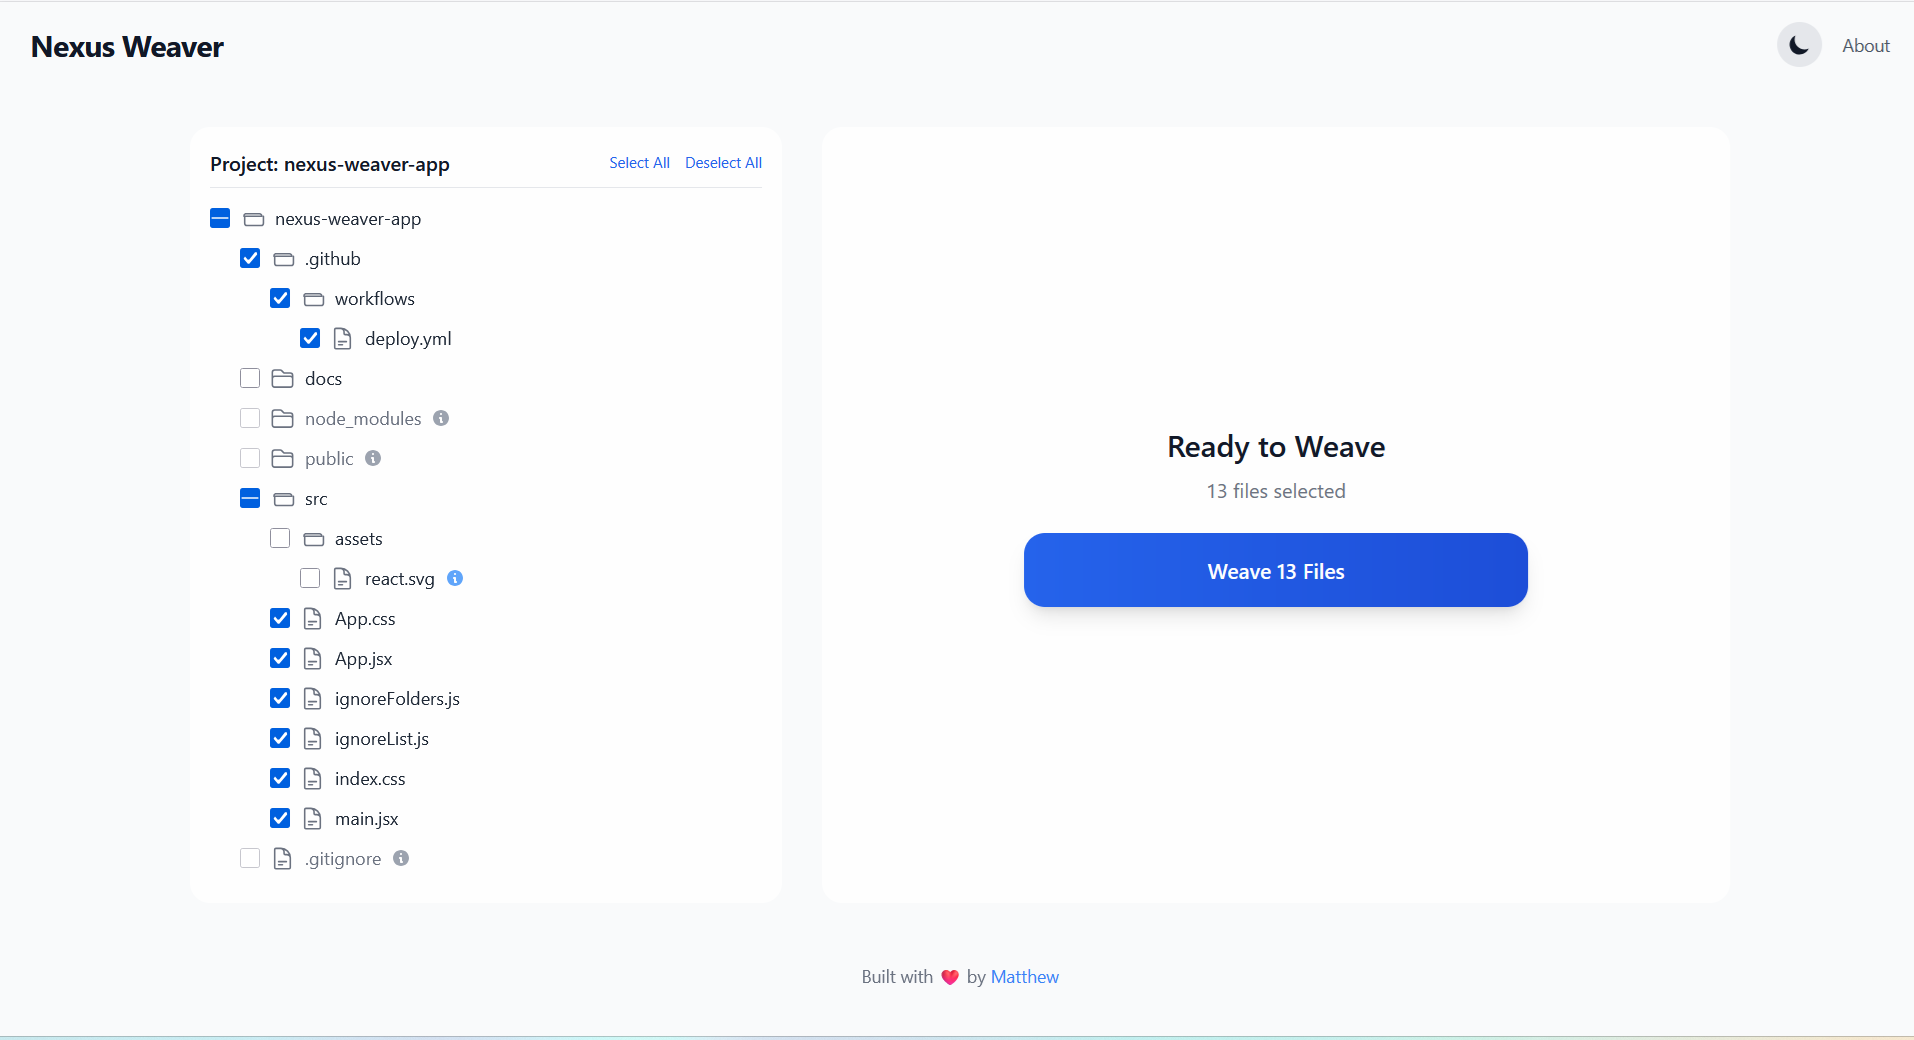 Nexus Weaver
About
Project: nexus-weaver-app
Select All
Deselect All
nexus-weaver-app
.github
workflows
deploy.yml
docs
node_modules
public
src
assets
react.svg
App.css
App.jsx
ignoreFolders.js
ignoreList.js
index.css
main.jsx
.gitignore
Ready to Weave
13 files selected
Weave 13 Files
Built with ❤️ by Matthew